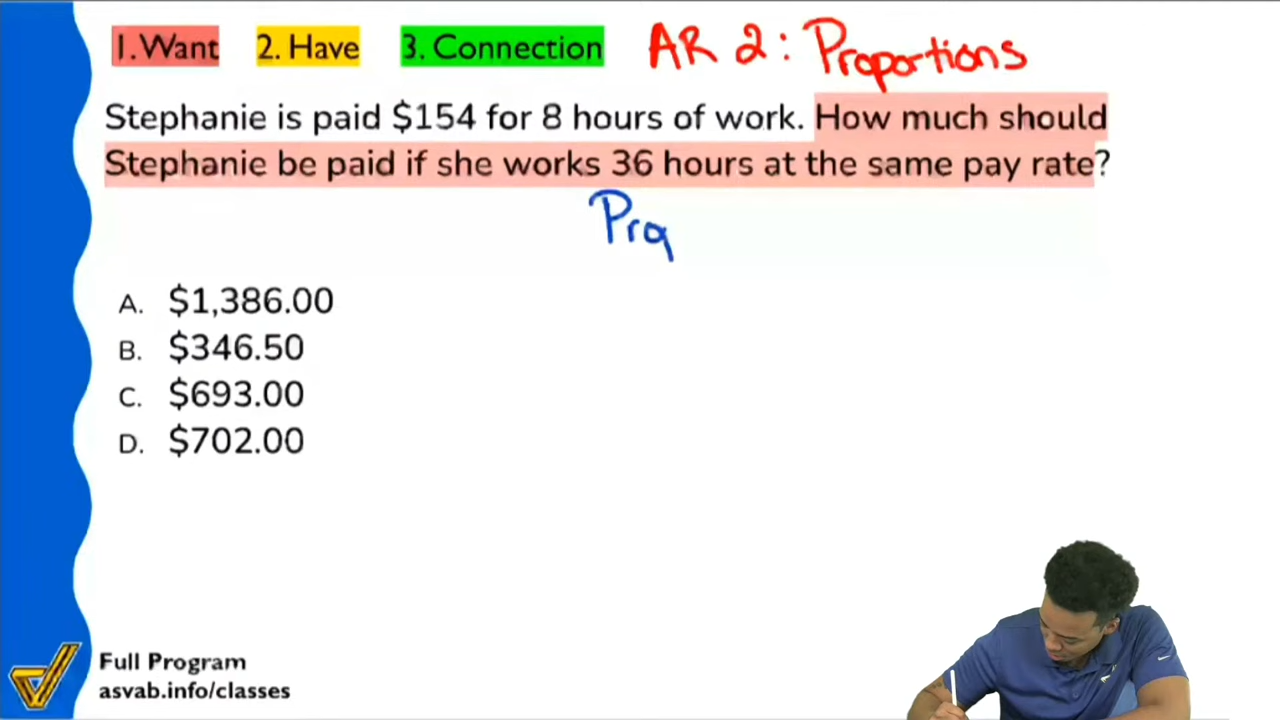 1. Want 2. Have 3. Connection AR 2: Proportions
Stephanie is paid $154 for 8 hours of work. How much should
Stephanie be paid if she works 36 hours at the same pay rate?
Pro
A. $1,386.00
B. $346.50
C. $693.00
D. $702.00
Full Program
asvab.info/classes